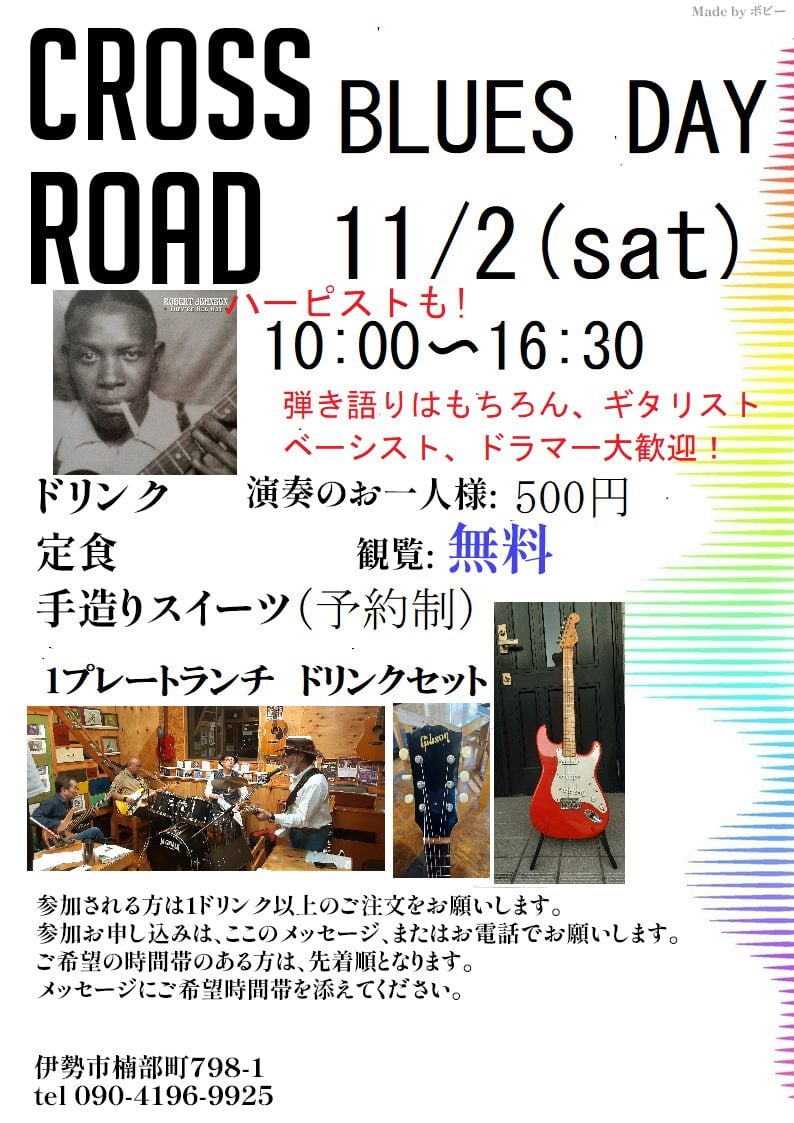 Made by ボビー
CROSS
ROAD
BLUES DAY
11/2(sat)
ROBERT JOHNSON
THEY'RE RED HOT
ハーピストも!
10:00〜16:30
弾き語りはもちろん、ギタリスト
ベーシスト、ドラマー大歓迎！
ドリンク
演奏のお一人様: 500円
定食
観覧: 無料
手造りスイーツ(予約制)
1プレートランチ ドリンクセット
Gibson
参加される方は1ドリンク以上のご注文をお願いします。
参加お申し込みは、ここのメッセージ、またはお電話でお願いします。
ご希望の時間帯のある方は、先着順となります。
メッセージにご希望時間帯を添えてください。
伊勢市楠部町798-1
tel 090-4196-9925